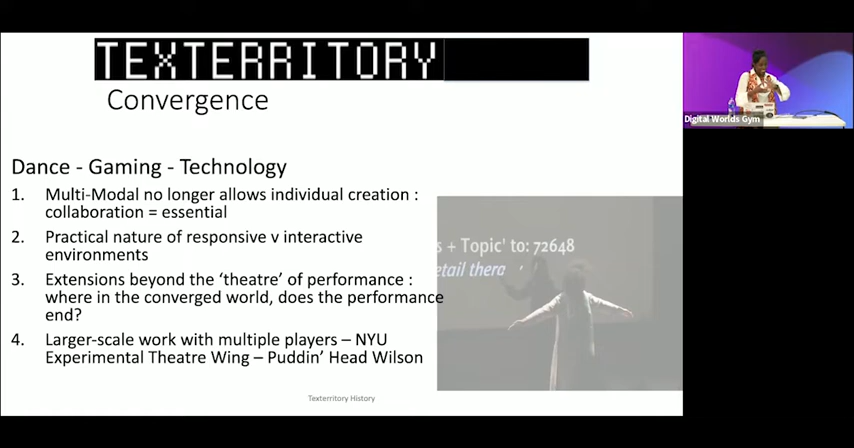 TEXTERRITORY
Convergence
Dance - Gaming - Technology
1. Multi-Modal no longer allows individual creation :
collaboration = essential
2. Practical nature of responsive v interactive
environments
3. Extensions beyond the ‘theatre’ of performance :
where in the converged world, does the performance
end?
4. Larger-scale work with multiple players – NYU
Experimental Theatre Wing – Puddin’ Head Wilson
s + Topic' to: 72648
etail thera
Texterritory History
Digital Worlds Gym